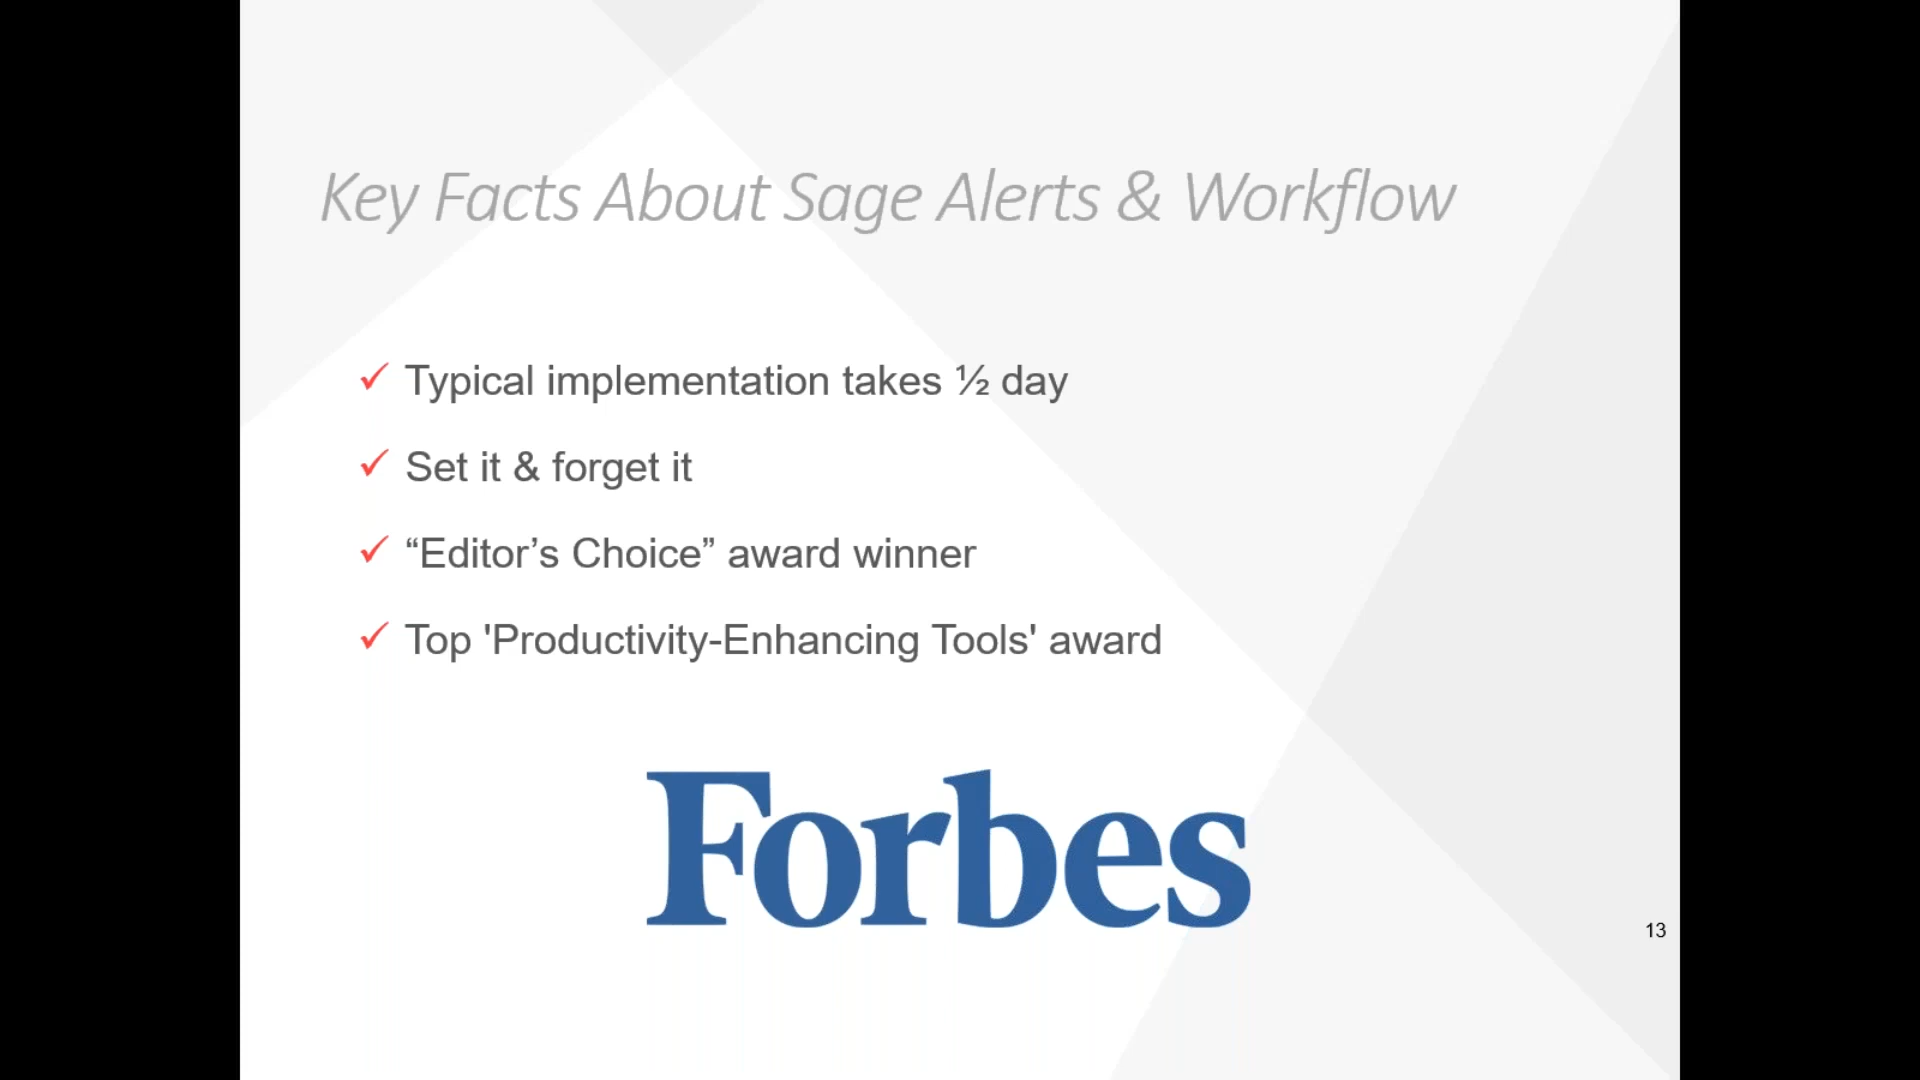 Key Facts About Sage Alerts & Workflow
✓ Typical implementation takes ½ day
✓ Set it & forget it
✓ “Editor’s Choice” award winner
✓ Top 'Productivity-Enhancing Tools' award
Forbes
13